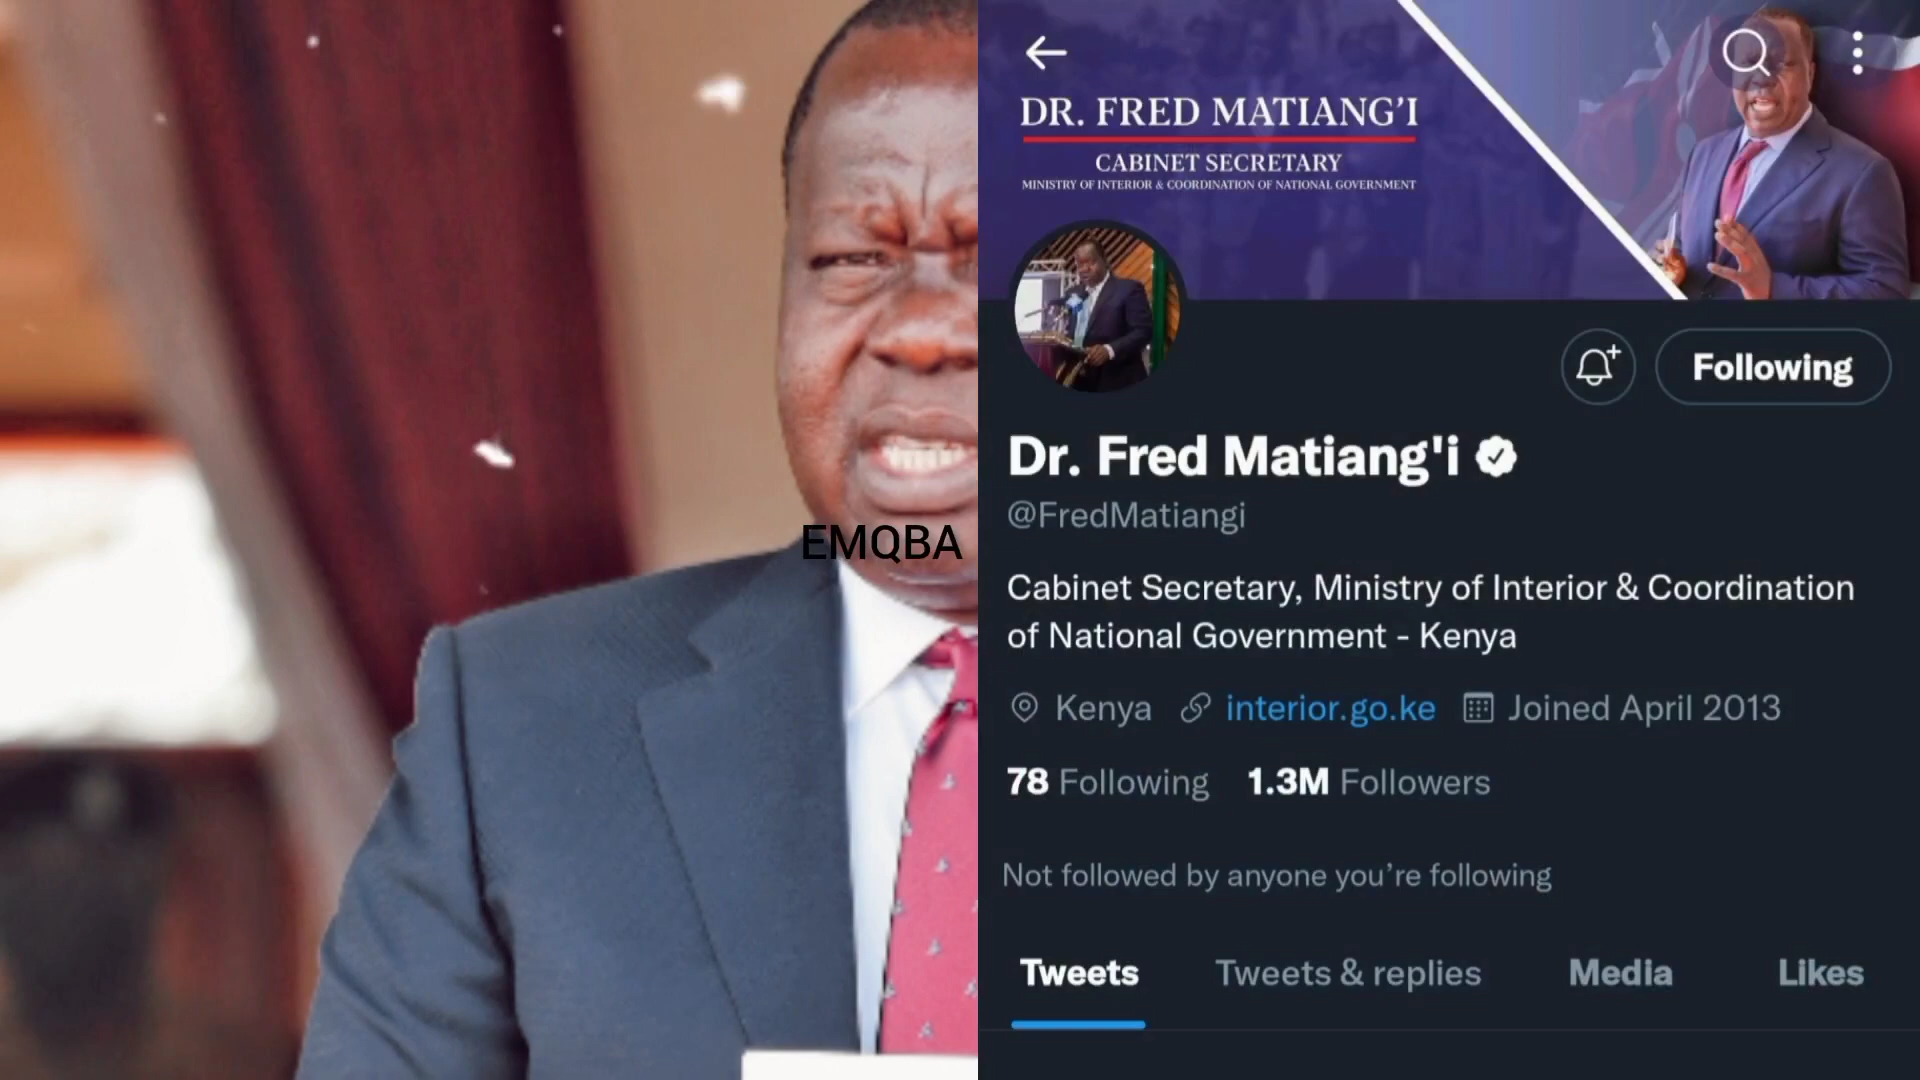 EMQBA
DR. FRED MATIANG'I
CABINET SECRETARY
MINISTRY OF INTERIOR & COORDINATION OF NATIONAL GOVERNMENT
Following
Dr. Fred Matiang'i
@FredMatiangi
Cabinet Secretary, Ministry of Interior & Coordination
of National Government - Kenya
Kenya interior.go.ke Joined April 2013
78 Following 1.3M Followers
Not followed by anyone you’re following
Tweets Tweets & replies Media Likes